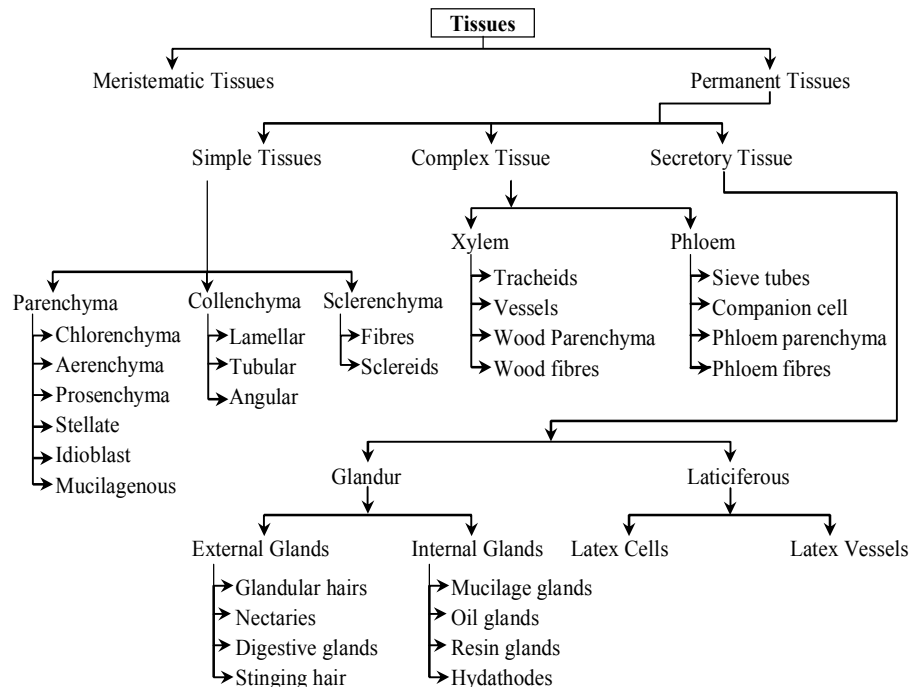 Tissues
Meristematic Tissues
Permanent Tissues
Simple Tissues
Complex Tissue
Secretory Tissue
Xylem
Tracheids
Vessels
Wood Parenchyma
Wood fibres
Phloem
Sieve tubes
Companion cell
Phloem parenchyma
Phloem fibres
Parenchyma
Chlorenchyma
Aerenchyma
Prosenchyma
Stellate
Idioblast
Mucilagenous
Collenchyma
Lamellar
Tubular
Angular
Sclerenchyma
Fibres
Sclereids
Glandur
Laticiferous
External Glands
Glandular hairs
Nectaries
Digestive glands
Stinging hair
Internal Glands
Mucilage glands
Oil glands
Resin glands
Hydathodes
Latex Cells
Latex Vessels